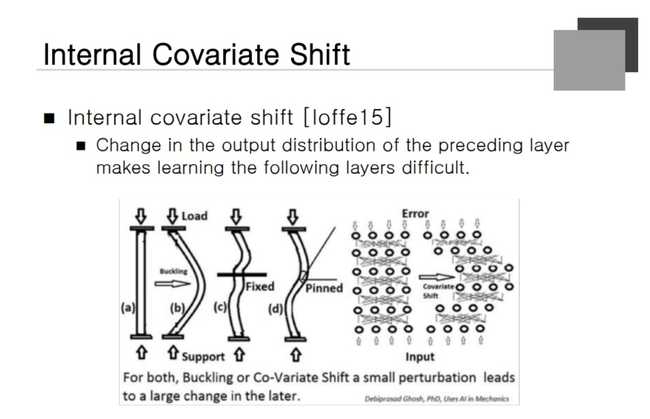 Internal Covariate Shift
■ Internal covariate shift [Ioffe15]
■ Change in the output distribution of the preceding layer
makes learning the following layers difficult.
Load
Error
Buckling
Fixed
Pinned
Covariate
Shift
(a)
(b)
(c)
(d)
Support
Input
For both, Buckling or Co-Variate Shift a small perturbation leads
to a large change in the later.
Debiprasad Ghosh, PhD, Uses AI in Mechanics